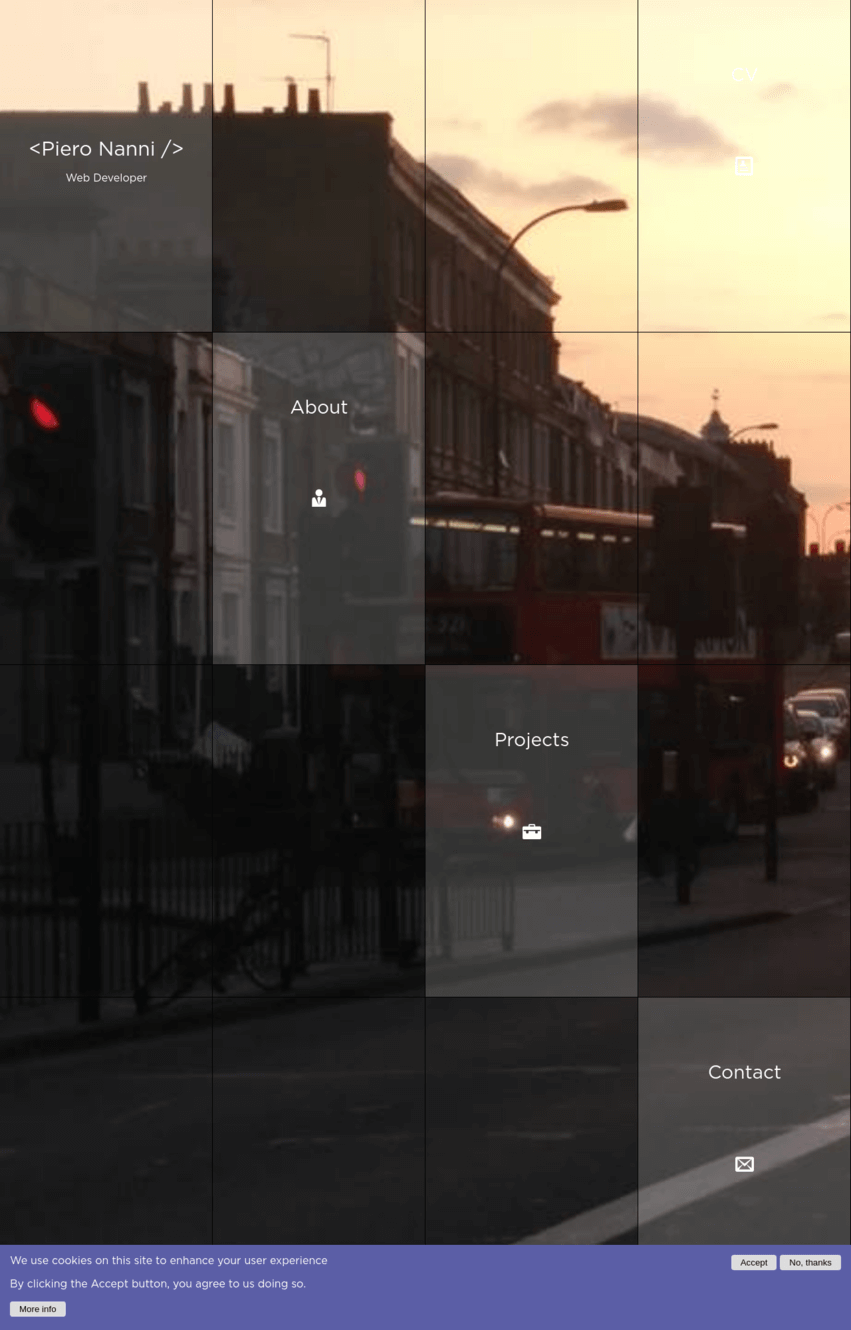 CV
<Piero Nanni />
Web Developer
About
Projects
Contact
We use cookies on this site to enhance your user experience
By clicking the Accept button, you agree to us doing so.
More info
Accept
No, thanks